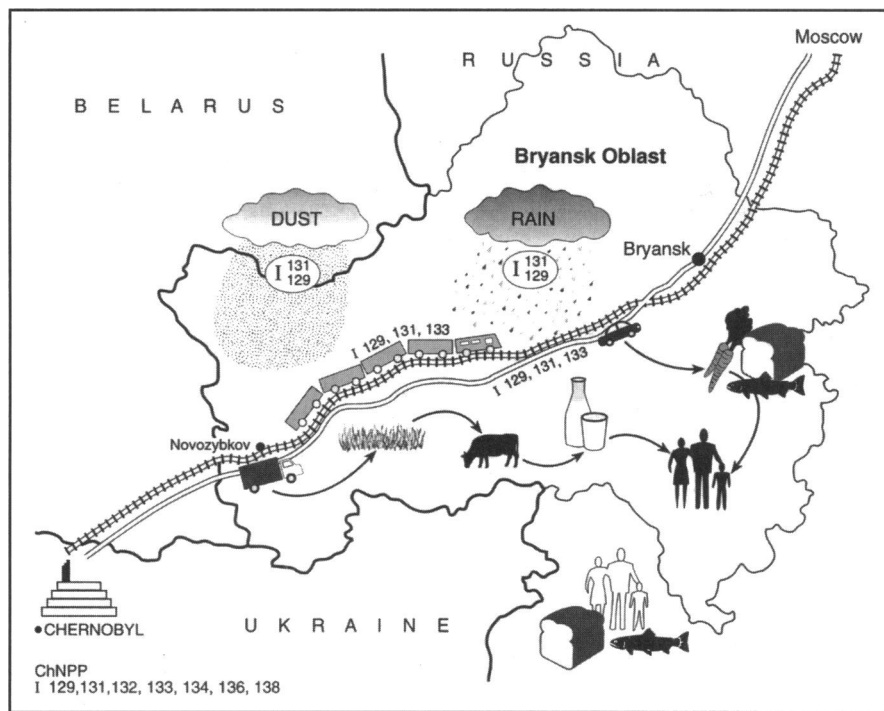 Moscow
R U S S I A
B E L A R U S
Bryansk Oblast
DUST
RAIN
I 131
129
I 131
129
Bryansk
I 129, 131, 133
I 129, 131, 133
Novozybkov
CHERNOBYL
U K R A I N E
ChNPP
I 129,131,132, 133, 134, 136, 138